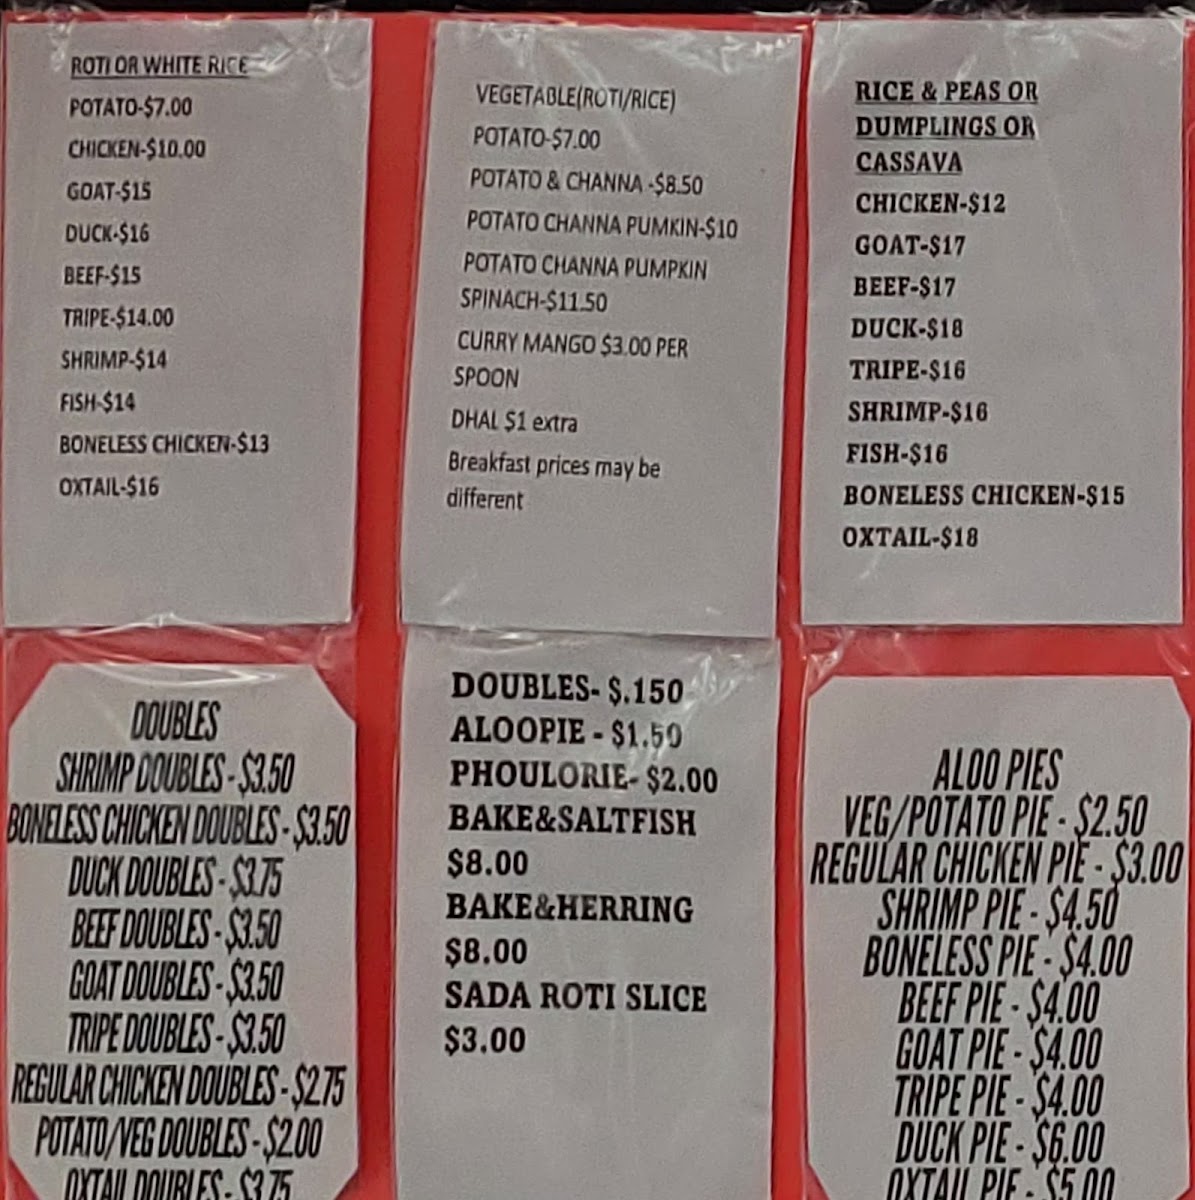 ROTI OR WHITE RICE
POTATO-$7.00
CHICKEN-$10.00
GOAT-$15
DUCK-$16
BEEF-$15
TRIPE-$14.00
SHRIMP-$14
FISH-$14
BONELESS CHICKEN-$13
OXTAIL-$16
VEGETABLE(ROTI/RICE)
POTATO-$7.00
POTATO & CHANNA -$8.50
POTATO CHANNA PUMKIN-$10
POTATO CHANNA PUMPKIN
SPINACH-$11.50
CURRY MANGO $3.00 PER
SPOON
DHAL $1 extra
Breakfast prices may be
different
RICE & PEAS OR
DUMPLINGS OR
CASSAVA
CHICKEN-$12
GOAT-$17
BEEF-$17
DUCK-$18
TRIPE-$16
SHRIMP-$16
FISH-$16
BONELESS CHICKEN-$15
OXTAIL-$18
DOUBLES
SHRIMP DOUBLES - $3.50
BONELESS CHICKEN DOUBLES - $3.50
DUCK DOUBLES - $3.75
BEEF DOUBLES - $3.50
GOAT DOUBLES - $3.50
TRIPE DOUBLES - $3.50
REGULAR CHICKEN DOUBLES - $2.75
POTATO/VEG DOUBLES - $2.00
OXTAIL DOUBLES - $3.75
DOUBLES- $.150
ALOOPIE - $1.50
PHOULORIE- $2.00
BAKE&SALTFISH
$8.00
BAKE&HERRING
$8.00
SADA ROTI SLICE
$3.00
ALOO PIES
VEG/POTATO PIE - $2.50
REGULAR CHICKEN PIE - $3.00
SHRIMP PIE - $4.50
BONELESS PIE - $4.00
BEEF PIE - $4.00
GOAT PIE - $4.00
TRIPE PIE - $4.00
DUCK PIE - $6.00
OXTAIL PIE - $5.00